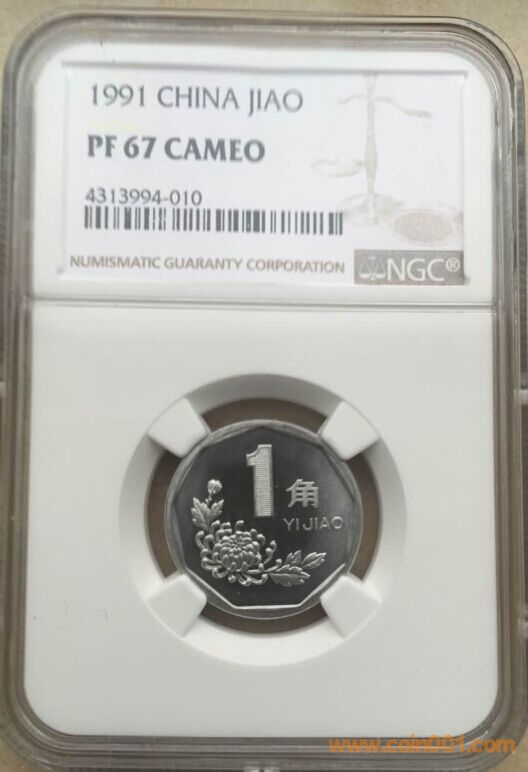 1991 CHINA JIAO
PF 67 CAMEO
4313994-010
NUMISMATIC GUARANTY CORPORATION
NGC®
1 角
YI JIAO
www.coin001.com